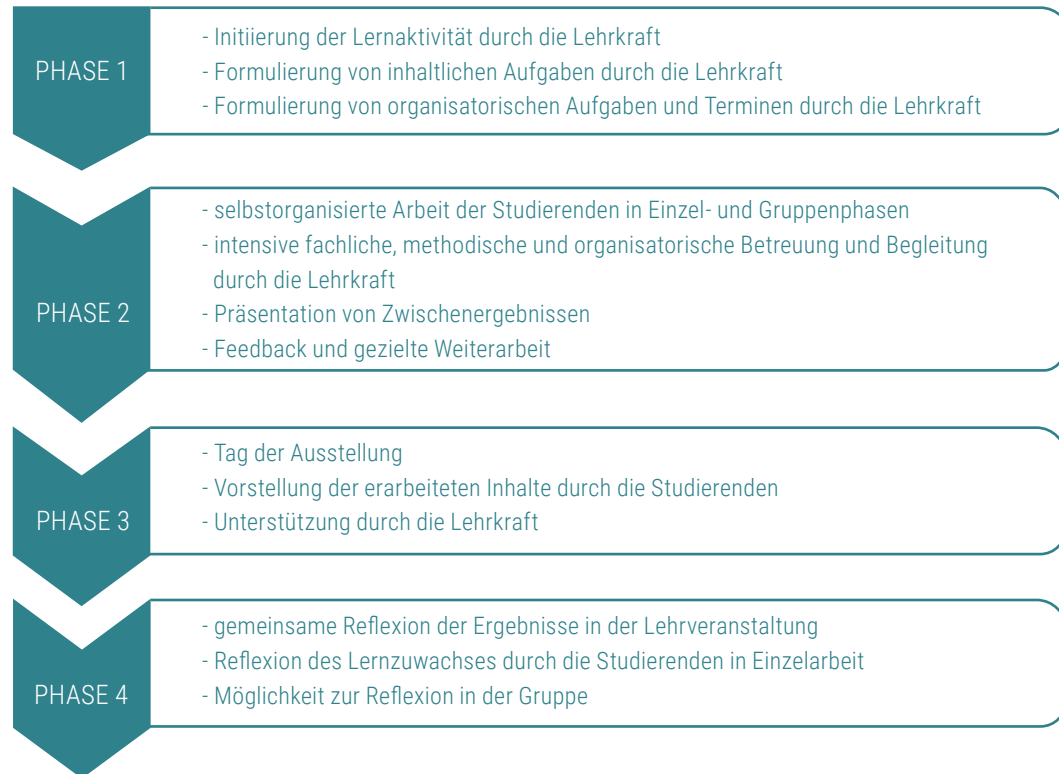 PHASE 1
- Initiierung der Lernaktivität durch die Lehrkraft
- Formulierung von inhaltlichen Aufgaben durch die Lehrkraft
- Formulierung von organisatorischen Aufgaben und Terminen durch die Lehrkraft
PHASE 2
- selbstorganisierte Arbeit der Studierenden in Einzel- und Gruppenphasen
- intensive fachliche, methodische und organisatorische Betreuung und Begleitung
durch die Lehrkraft
- Präsentation von Zwischenergebnissen
- Feedback und gezielte Weiterarbeit
PHASE 3
- Tag der Ausstellung
- Vorstellung der erarbeiteten Inhalte durch die Studierenden
- Unterstützung durch die Lehrkraft
PHASE 4
- gemeinsame Reflexion der Ergebnisse in der Lehrveranstaltung
- Reflexion des Lernzuwachses durch die Studierenden in Einzelarbeit
- Möglichkeit zur Reflexion in der Gruppe